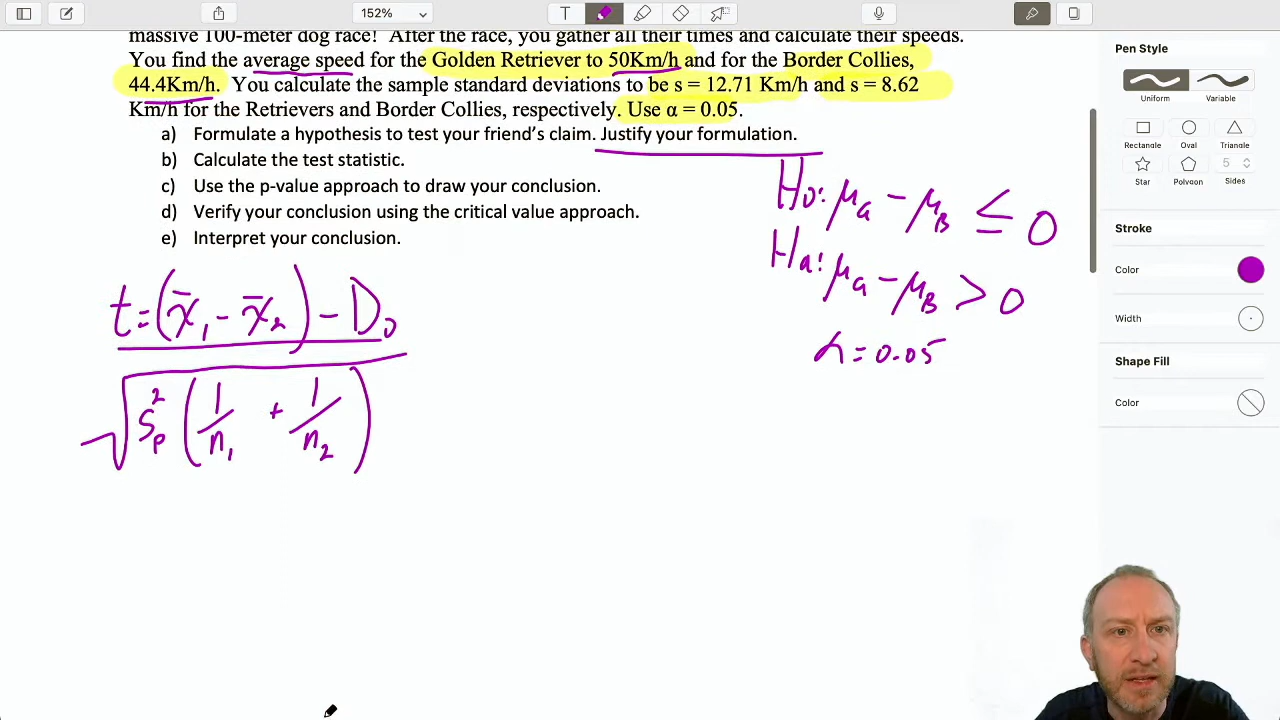 152%
T
massive 100-meter dog race! After the race, you gather all their times and calculate their speeds.
You find the average speed for the Golden Retriever to 50Km/h and for the Border Collies,
44.4Km/h. You calculate the sample standard deviations to be s = 12.71 Km/h and s = 8.62
Km/h for the Retrievers and Border Collies, respectively. Use α = 0.05.
a) Formulate a hypothesis to test your friend's claim. Justify your formulation.
b) Calculate the test statistic.
c) Use the p-value approach to draw your conclusion.
d) Verify your conclusion using the critical value approach.
e) Interpret your conclusion.
H0: μG − μB ≤ 0
Ha: μG − μB > 0
α = 0.05
t = (x̄1 − x̄2) − D0
√ Sp² (1/n1 + 1/n2)
Pen Style
Uniform Variable
Rectangle Oval Triangle
Star Polygon 5 Sides
Stroke
Color
Width
Shape Fill
Color